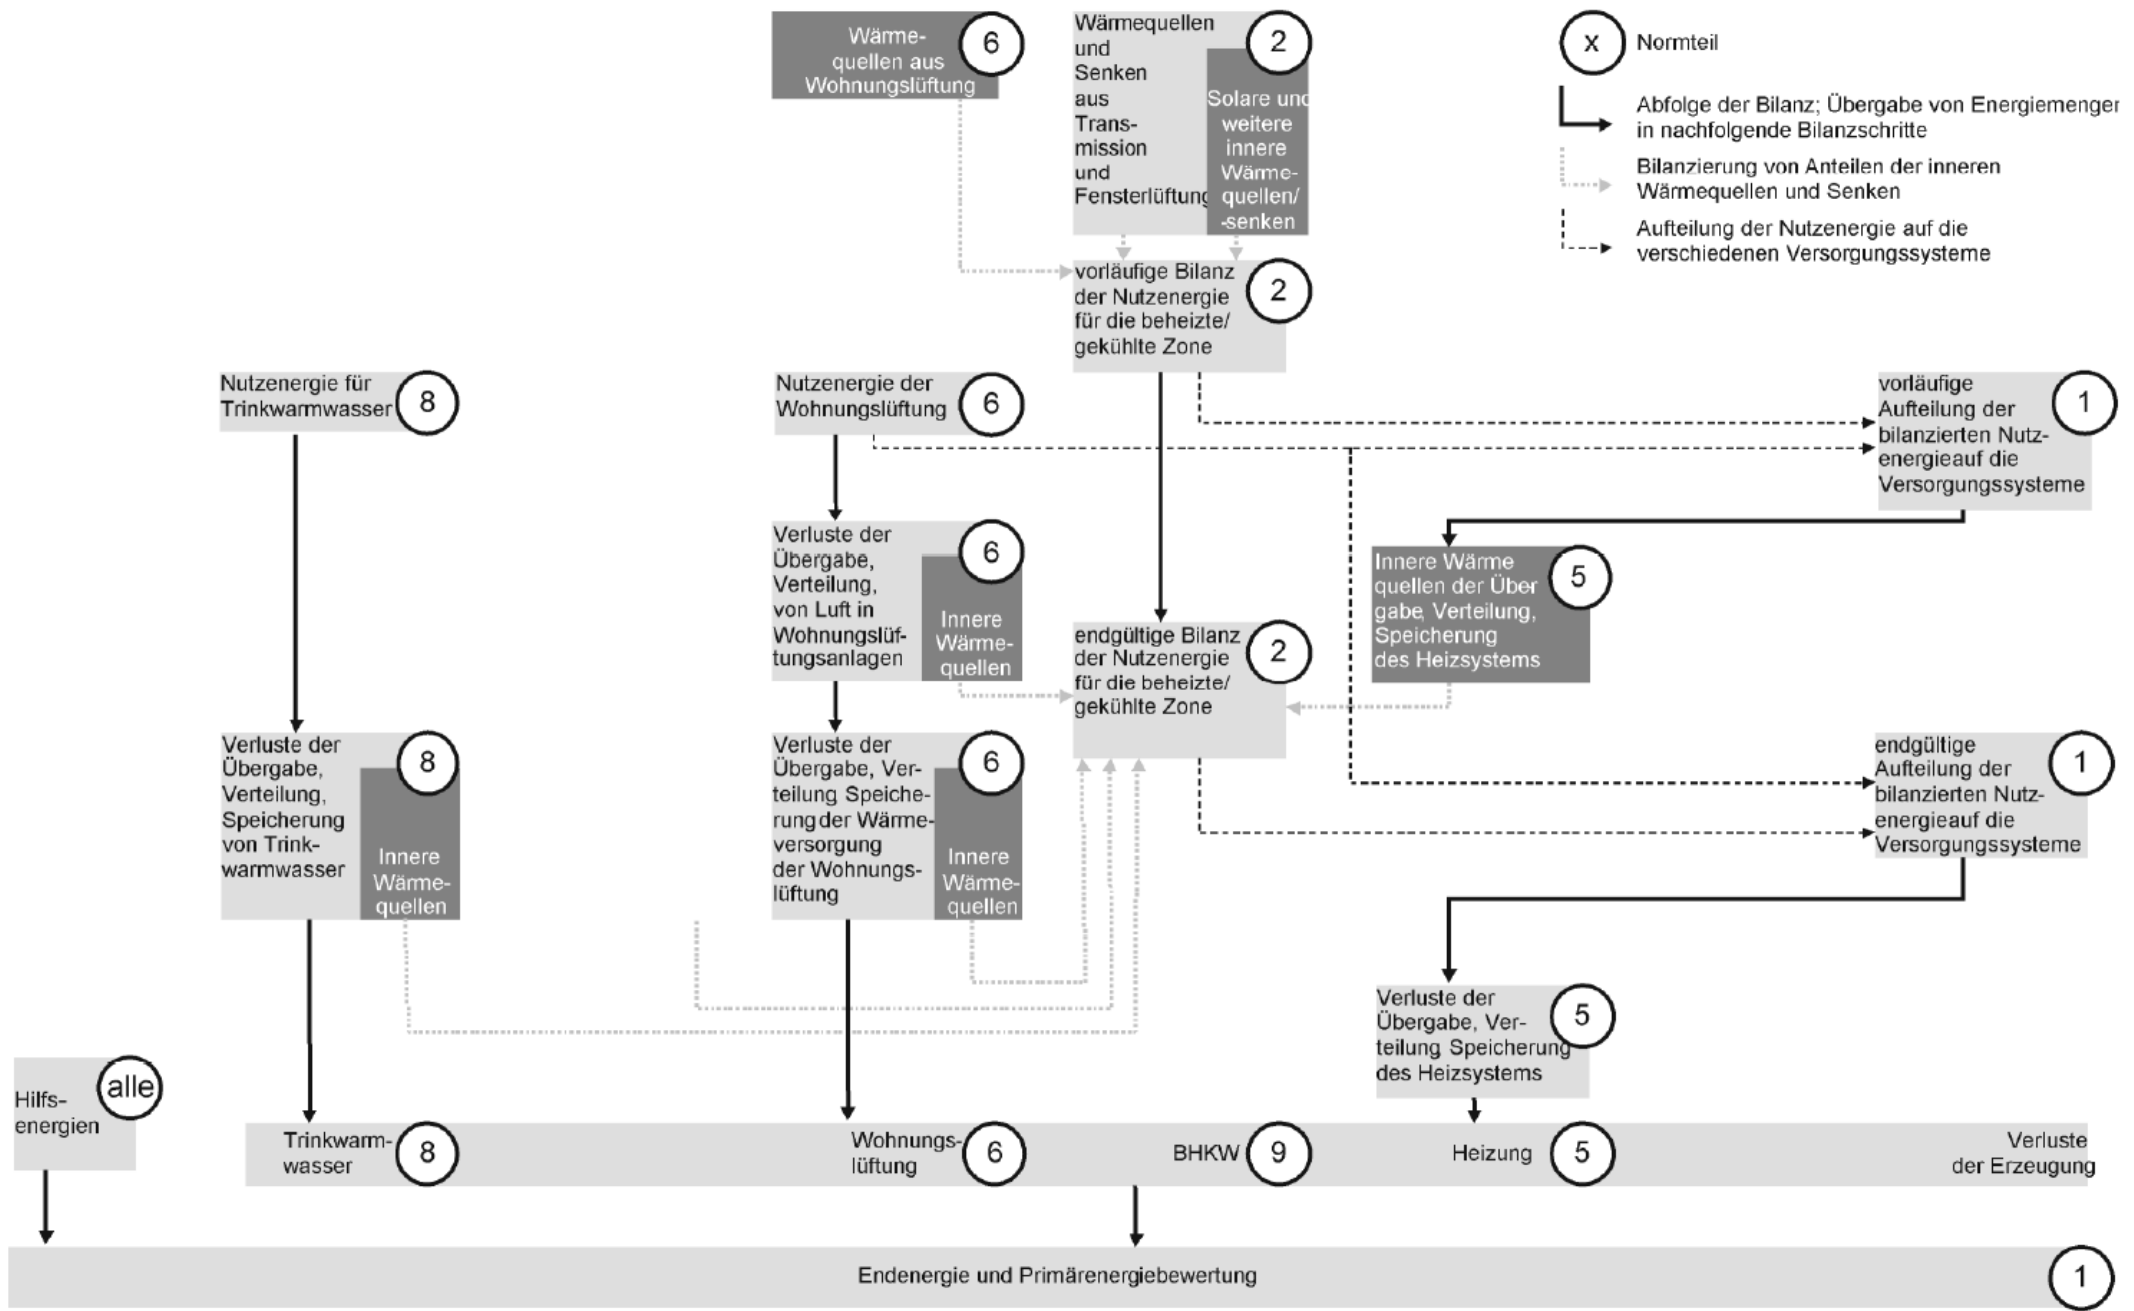 Wärme-
quellen aus
Wohnungslüftung
6
Wärmequellen
und
Senken
aus
Trans-
mission
und
Fensterlüftung
2
Solare und
weitere
innere
Wärme-
quellen/
-senken
x
Normteil
Abfolge der Bilanz; Übergabe von Energiemengen
in nachfolgende Bilanzschritte
Bilanzierung von Anteilen der inneren
Wärmequellen und Senken
Aufteilung der Nutzenergie auf die
verschiedenen Versorgungssysteme
vorläufige Bilanz
der Nutzenergie
für die beheizte/
gekühlte Zone
2
Nutzenergie für
Trinkwarmwasser
8
Nutzenergie der
Wohnungslüftung
6
vorläufige
Aufteilung der
bilanzierten Nutz-
energieauf die
Versorgungssysteme
1
Verluste der
Übergabe,
Verteilung,
von Luft in
Wohnungslüf-
tungsanlagen
6
Innere
Wärme-
quellen
Innere Wärme
quellen der Über
gabe, Verteilung,
Speicherung
des Heizsystems
5
endgültige Bilanz
der Nutzenergie
für die beheizte/
gekühlte Zone
2
Verluste der
Übergabe,
Verteilung,
Speicherung
von Trink-
warmwasser
8
Innere
Wärme-
quellen
Verluste der
Übergabe, Ver-
teilung Speiche-
rung der Wärme-
versorgung
der Wohnungs-
lüftung
6
Innere
Wärme-
quellen
endgültige
Aufteilung der
bilanzierten Nutz-
energieauf die
Versorgungssysteme
1
Verluste der
Übergabe, Ver-
teilung Speicherung
des Heizsystems
5
Hilfs-
energien
alle
Trinkwarm-
wasser
8
Wohnungs-
lüftung
6
BHKW
9
Heizung
5
Verluste
der Erzeugung
Endenergie und Primärenergiebewertung
1